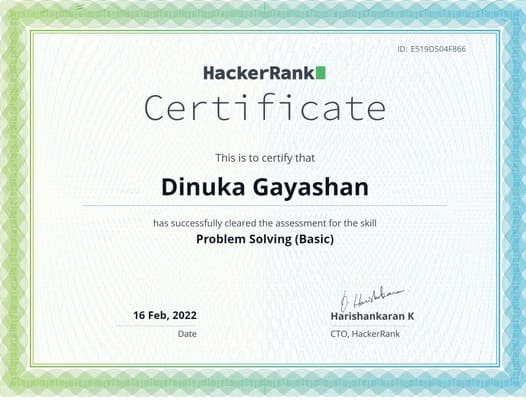 ID: E519D504F866
HackerRank
Certificate
This is to certify that
Dinuka Gayashan
has successfully cleared the assessment for the skill
Problem Solving (Basic)
16 Feb, 2022
Date
Harishankaran K
CTO, HackerRank